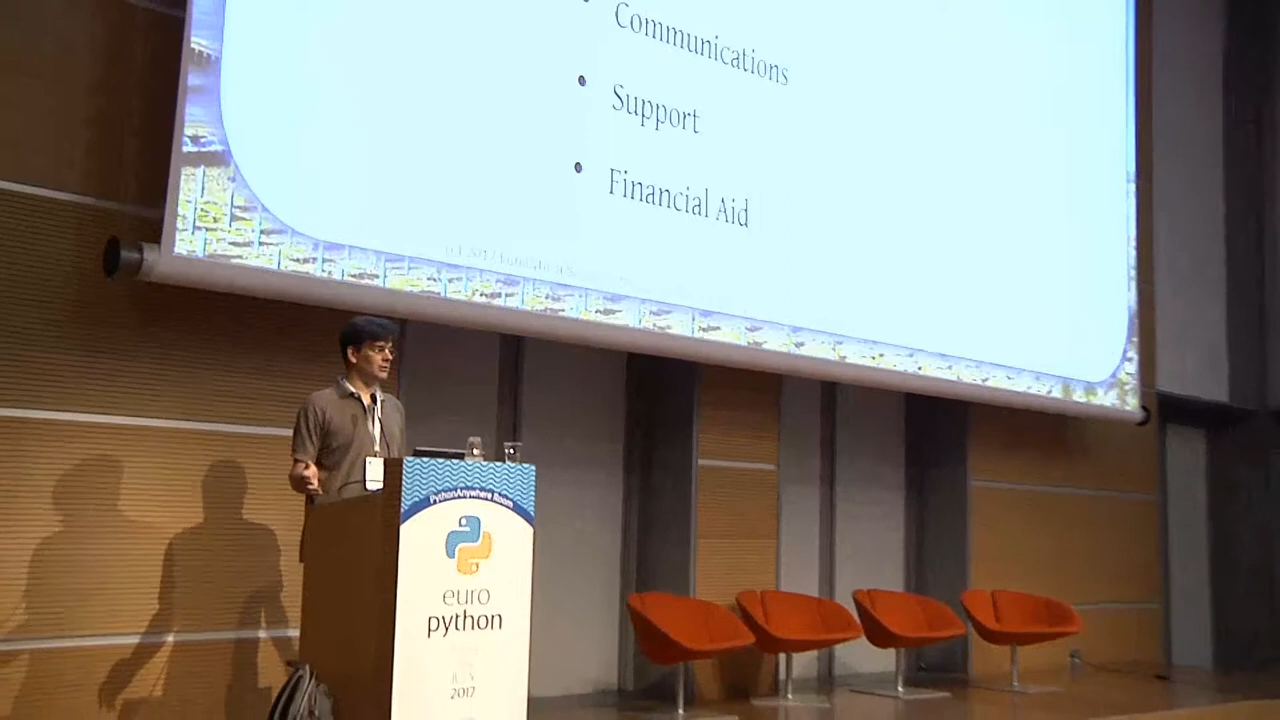 Communications
• Support
• Financial Aid
PythonAnywhere Room
euro
python
2017